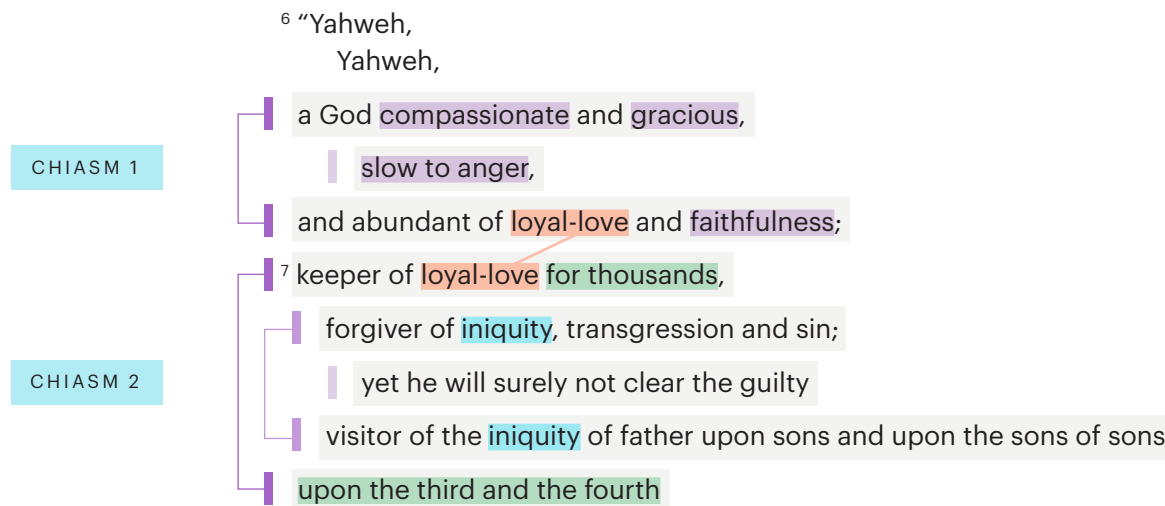 6 “Yahweh,
Yahweh,
a God compassionate and gracious,
CHIASM 1
slow to anger,
and abundant of loyal-love and faithfulness;
7 keeper of loyal-love for thousands,
forgiver of iniquity, transgression and sin;
CHIASM 2
yet he will surely not clear the guilty
visitor of the iniquity of father upon sons and upon the sons of sons
upon the third and the fourth